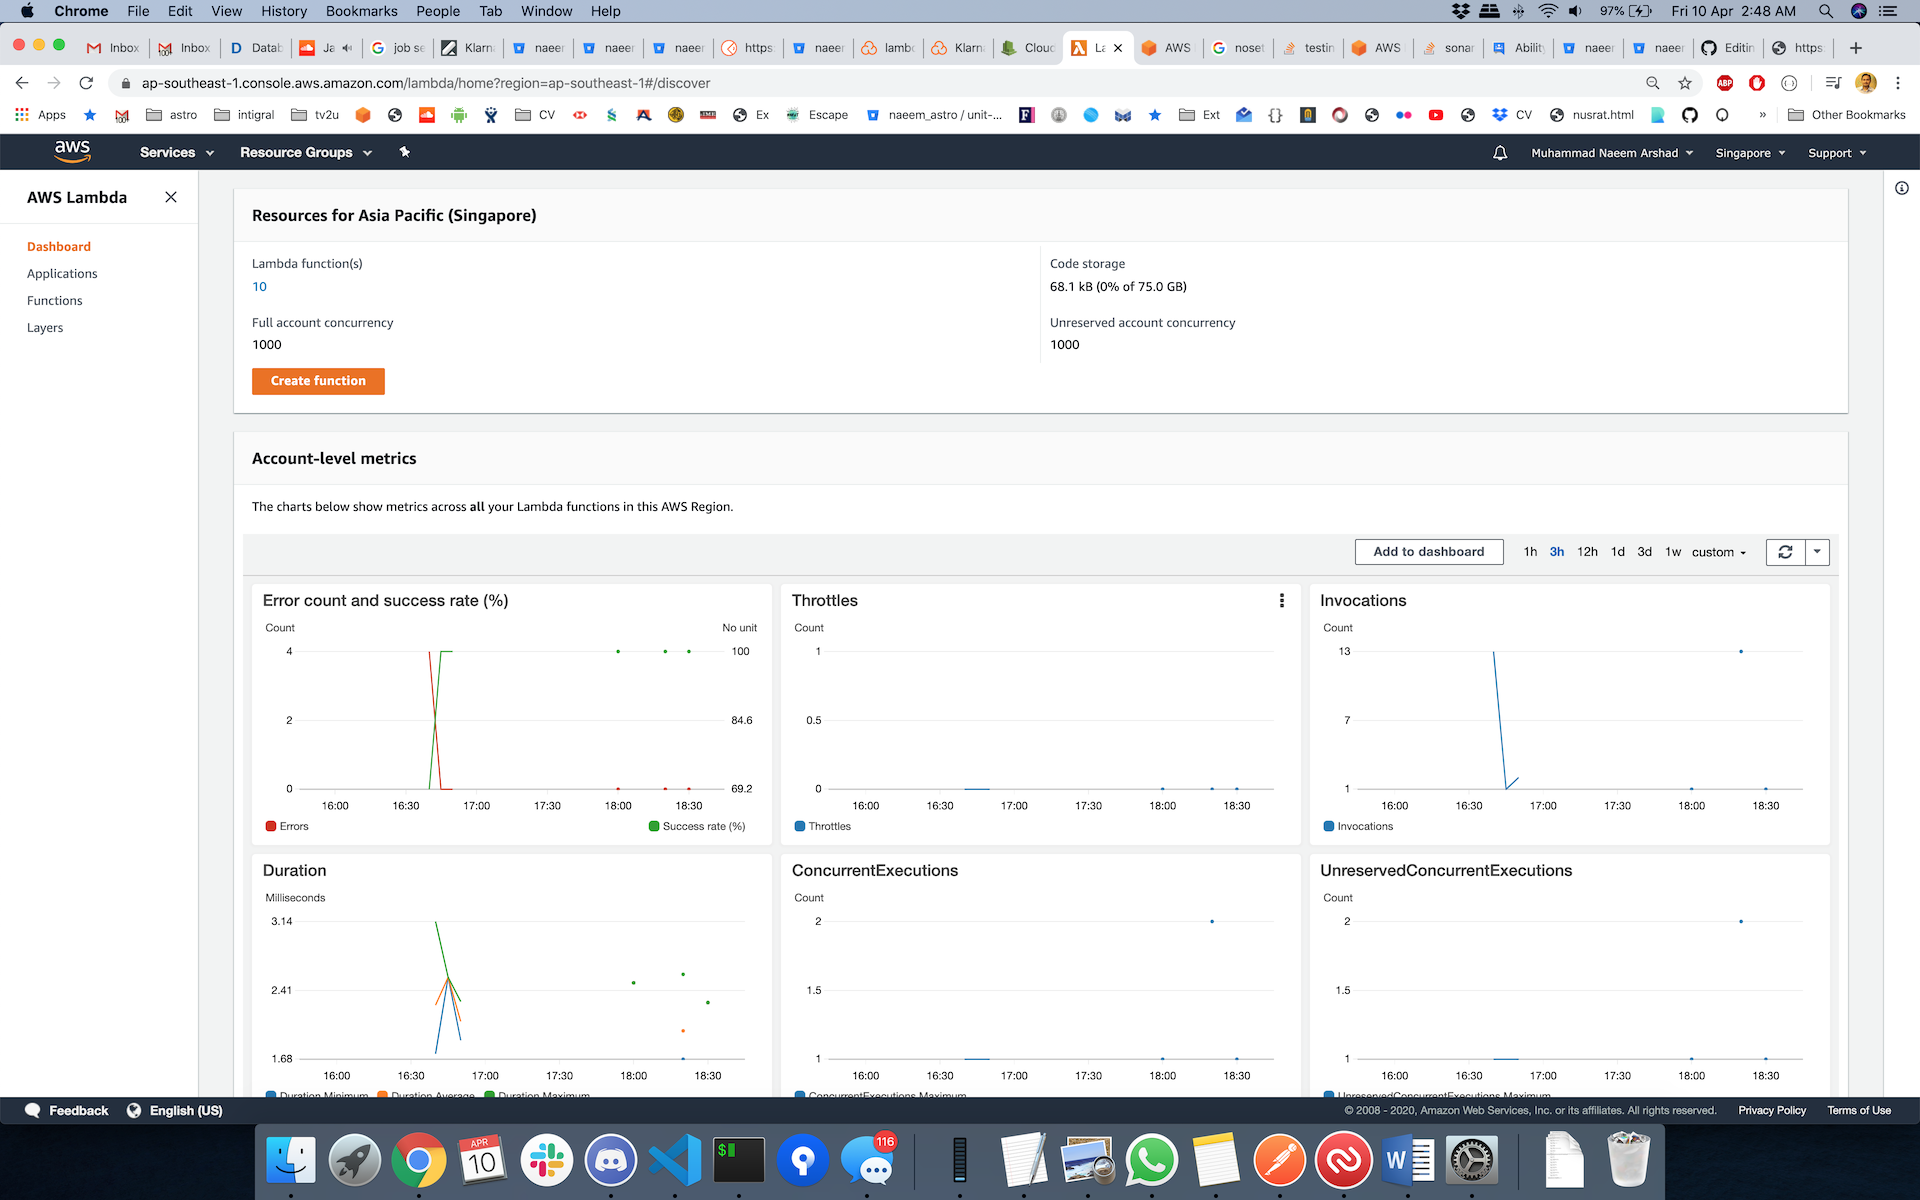 Chrome File Edit View History Bookmarks People Tab Window Help 97% Fri 10 Apr 2:48 AM
Inbox Inbox D Datab Ja job se Klarn naeer naeer naeer https naeer lamb Klarn Cloud La AWS noset testin AWS sonar Ability naeer naeer Editin https
ap-southeast-1.console.aws.amazon.com/lambda/home?region=ap-southeast-1#/discover ABP
Apps astro intigral tv2u CV Ex Escape naeem_astro / unit-... Ext {} CV nusrat.html » Other Bookmarks
aws Services Resource Groups Muhammad Naeem Arshad Singapore Support
AWS Lambda
Dashboard
Applications
Functions
Layers
Resources for Asia Pacific (Singapore)
Lambda function(s)
10
Code storage
68.1 kB (0% of 75.0 GB)
Full account concurrency
1000
Unreserved account concurrency
1000
Create function
Account-level metrics
The charts below show metrics across all your Lambda functions in this AWS Region.
Add to dashboard 1h 3h 12h 1d 3d 1w custom
Error count and success rate (%)
Count No unit
4 100
2 84.6
0 69.2
16:00 16:30 17:00 17:30 18:00 18:30
Errors Success rate (%)
Throttles
Count
1
0.5
0
16:00 16:30 17:00 17:30 18:00 18:30
Throttles
Invocations
Count
13
7
1
16:00 16:30 17:00 17:30 18:00 18:30
Invocations
Duration
Milliseconds
3.14
2.41
1.68
16:00 16:30 17:00 17:30 18:00 18:30
Duration Minimum Duration Average Duration Maximum
ConcurrentExecutions
Count
2
1.5
1
16:00 16:30 17:00 17:30 18:00 18:30
ConcurrentExecutions Maximum
UnreservedConcurrentExecutions
Count
2
1.5
1
16:00 16:30 17:00 17:30 18:00 18:30
UnreservedConcurrentExecutions Maximum
Feedback English (US) © 2008 - 2020, Amazon Web Services, Inc. or its affiliates. All rights reserved. Privacy Policy Terms of Use
APR
10
$
116
W